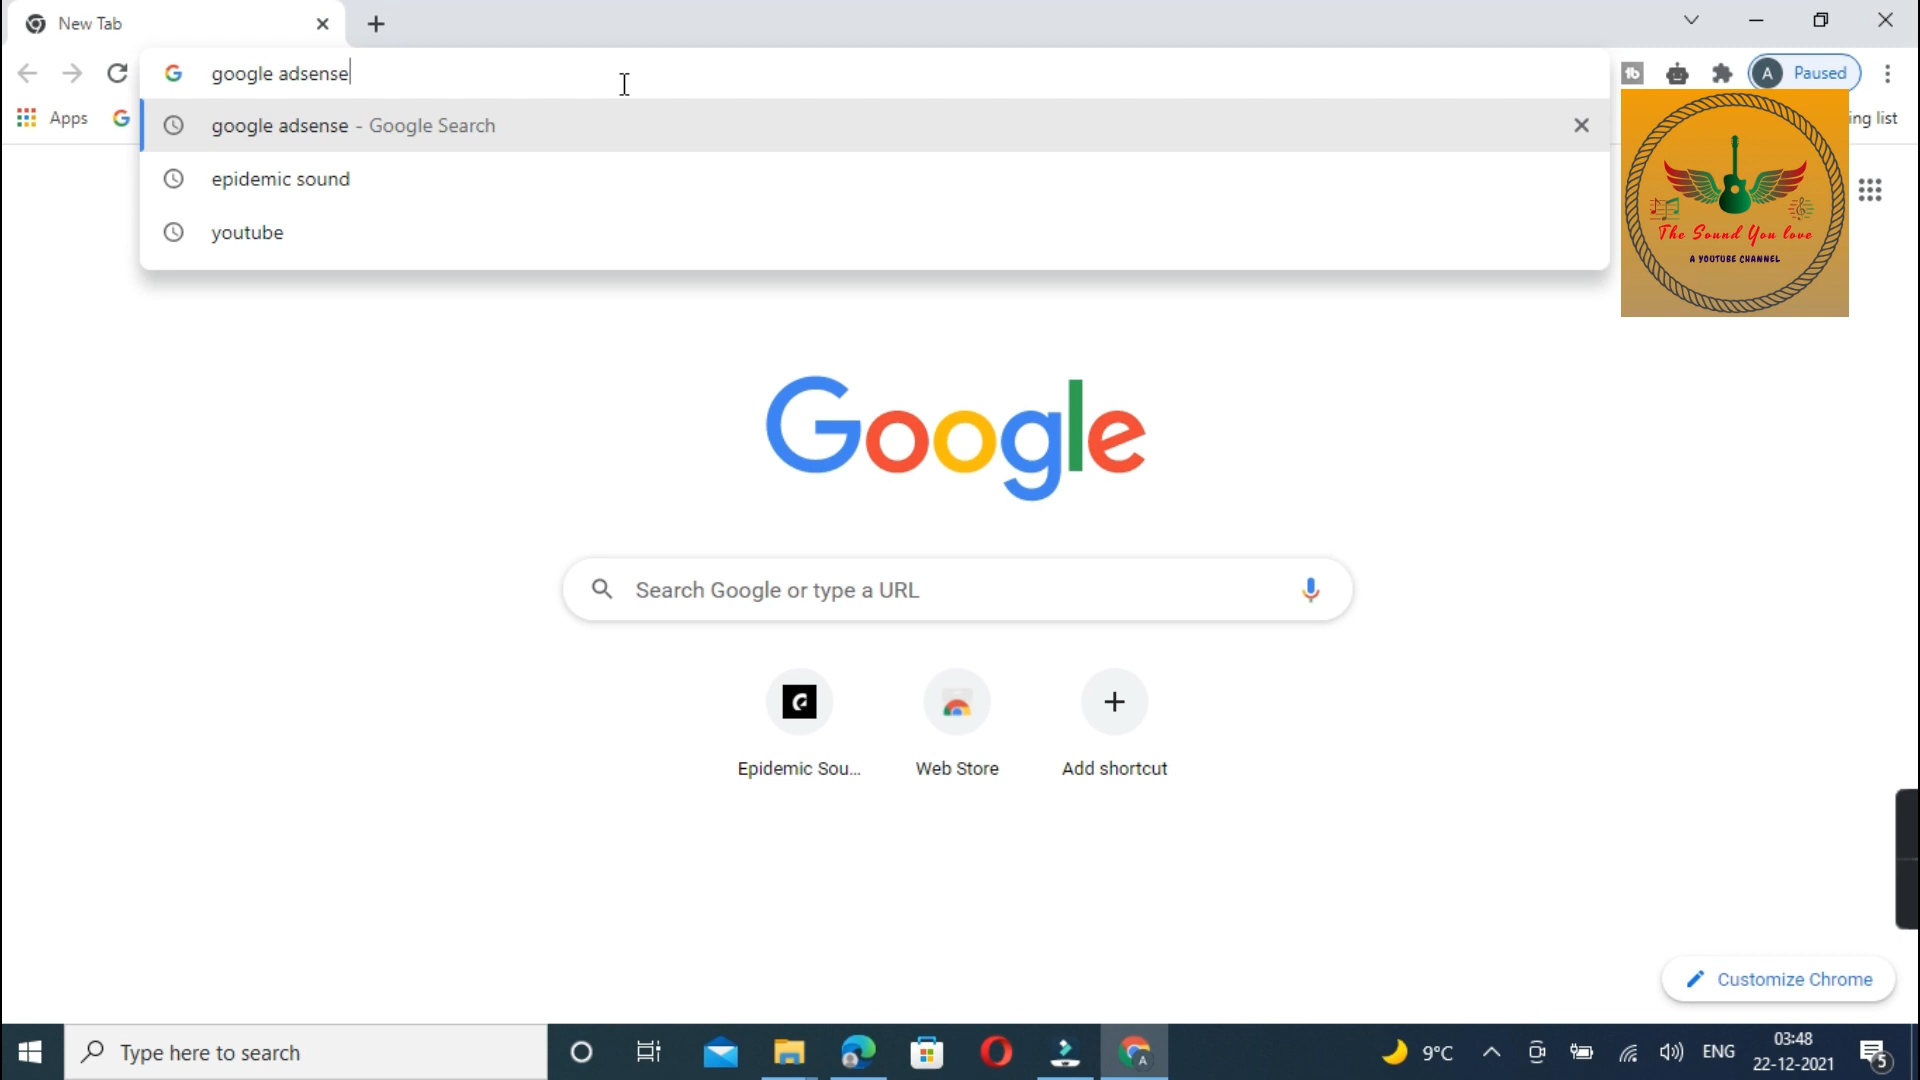 New Tab
google adsense
Paused
Apps
ing list
google adsense - Google Search
epidemic sound
youtube
The Sound You love
A YOUTUBE CHANNEL
Google
Search Google or type a URL
Epidemic Sou...
Web Store
Add shortcut
Customize Chrome
Type here to search
9°C
ENG
03:48
22-12-2021
5